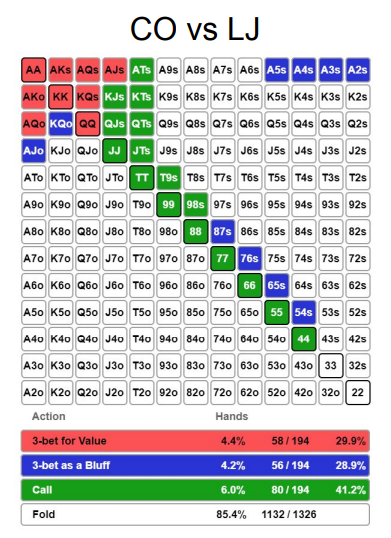 CO vs LJ
AA AKs AQs AJs ATs A9s A8s A7s A6s A5s A4s A3s A2s
AKo KK KQs KJs KTs K9s K8s K7s K6s K5s K4s K3s K2s
AQo KQo QQ QJs QTs Q9s Q8s Q7s Q6s Q5s Q4s Q3s Q2s
AJo KJo QJo JJ JTs J9s J8s J7s J6s J5s J4s J3s J2s
ATo KTo QTo JTo TT T9s T8s T7s T6s T5s T4s T3s T2s
A9o K9o Q9o J9o T9o 99 98s 97s 96s 95s 94s 93s 92s
A8o K8o Q8o J8o T8o 98o 88 87s 86s 85s 84s 83s 82s
A7o K7o Q7o J7o T7o 97o 87o 77 76s 75s 74s 73s 72s
A6o K6o Q6o J6o T6o 96o 86o 76o 66 65s 64s 63s 62s
A5o K5o Q5o J5o T5o 95o 85o 75o 65o 55 54s 53s 52s
A4o K4o Q4o J4o T4o 94o 84o 74o 64o 54o 44 43s 42s
A3o K3o Q3o J3o T3o 93o 83o 73o 63o 53o 43o 33 32s
A2o K2o Q2o J2o T2o 92o 82o 72o 62o 52o 42o 32o 22
Action Hands
3-bet for Value 4.4% 58 / 194 29.9%
3-bet as a Bluff 4.2% 56 / 194 28.9%
Call 6.0% 80 / 194 41.2%
Fold 85.4% 1132 / 1326